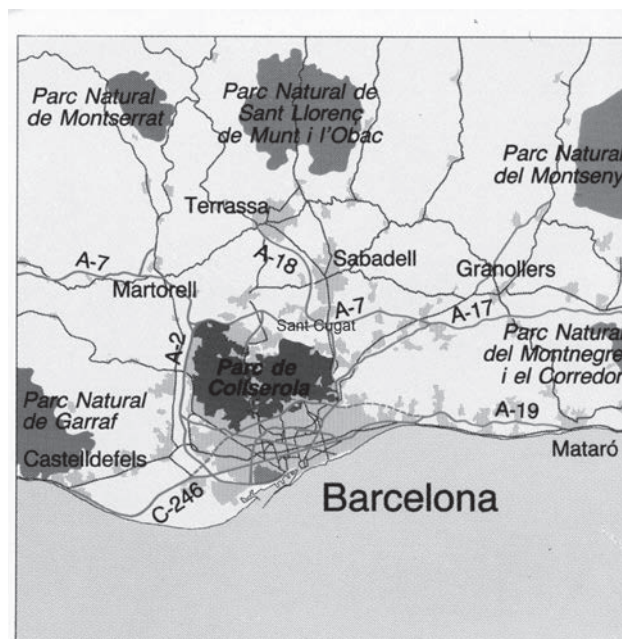 Parc Natural
de Montserrat
Parc Natural de
Sant Llorenç
de Munt i l'Obac
Parc Natural
del Montseny
Terrassa
A-18
Sabadell
A-7
Granollers
Martorell
A-7
A-17
Sant Cugat
A-2
Parc Natural
del Montnegre
i el Corredor
Parc de
Collserola
Parc Natural
de Garraf
A-19
Castelldefels
Mataró
C-246
Barcelona